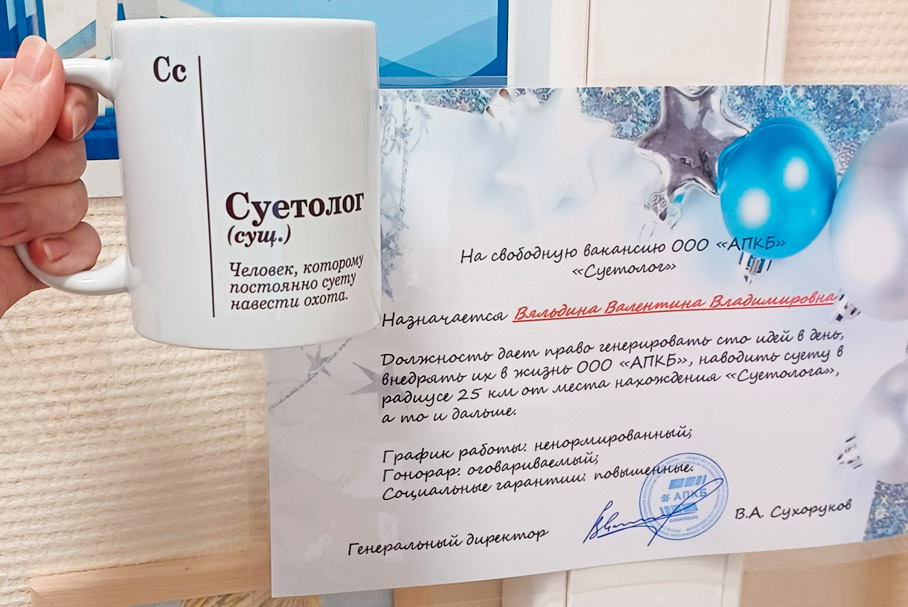 Сс
Суетолог
(сущ.)
Человек, которому
постоянно суету
навести охота.
На свободную вакансию ООО «АПКБ»
«Суетолог»
Назначается Вяльдина Валентина Владимировна
Должность дает право генерировать сто идей в день,
внедрять их в жизнь ООО «АПКБ», наводить суету в
радиусе 25 км от места нахождения «Суетолога»,
а то и дальше.
График работы: ненормированный;
Гонорар: оговариваемый;
Социальные гарантии: повышенные.
АПКБ
Генеральный директор
В.А. Сухоруков